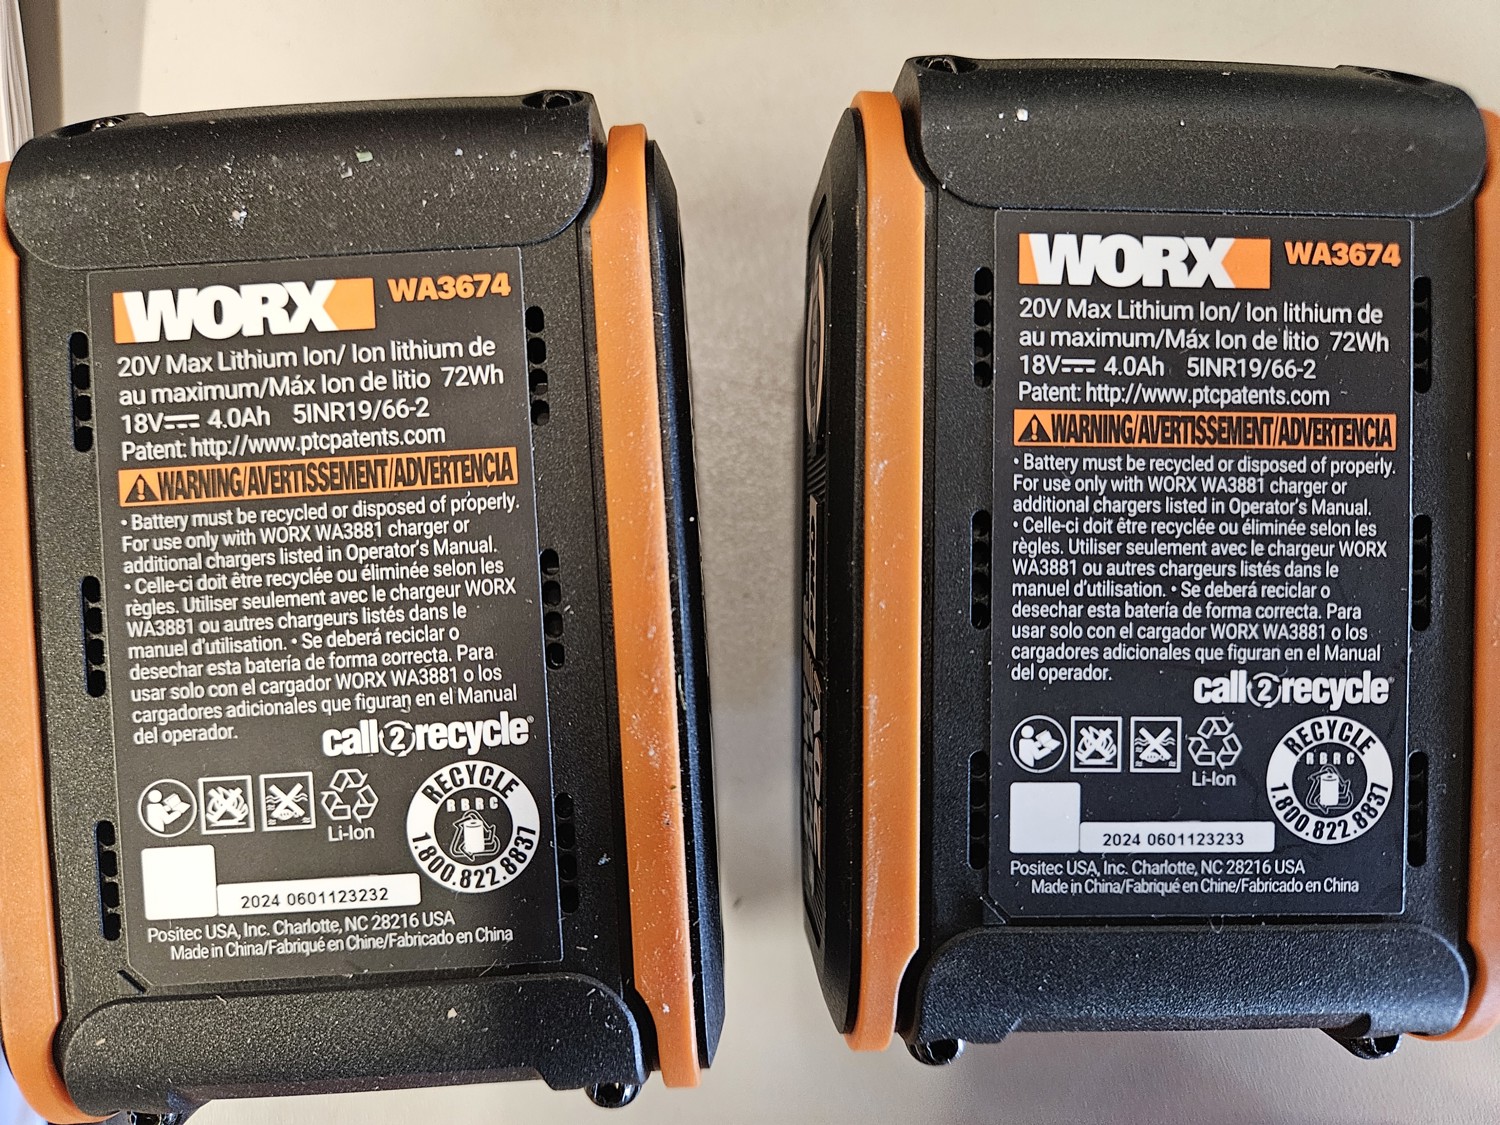 WORX WA3674
20V Max Lithium Ion/ Ion lithium de
au maximum/Máx Ion de litio 72Wh
18V 4.0Ah 5INR19/66-2
Patent: http://www.ptcpatents.com
WARNING/AVERTISSEMENT/ADVERTENCIA
• Battery must be recycled or disposed of properly.
For use only with WORX WA3881 charger or
additional chargers listed in Operator's Manual.
• Celle-ci doit être recyclée ou éliminée selon les
règles. Utiliser seulement avec le chargeur WORX
WA3881 ou autres chargeurs listés dans le
manuel d'utilisation. • Se deberá reciclar o
desechar esta batería de forma correcta. Para
usar solo con el cargador WORX WA3881 o los
cargadores adicionales que figuran en el Manual
del operador.
call2recycle
Li-Ion
RECYCLE
RBRC
1.800.822.8837
2024 0601123232
Positec USA, Inc. Charlotte, NC 28216 USA
Made in China/Fabriqué en Chine/Fabricado en China
WORX WA3674
20V Max Lithium Ion/ Ion lithium de
au maximum/Máx Ion de litio 72Wh
18V 4.0Ah 5INR19/66-2
Patent: http://www.ptcpatents.com
WARNING/AVERTISSEMENT/ADVERTENCIA
• Battery must be recycled or disposed of properly.
For use only with WORX WA3881 charger or
additional chargers listed in Operator's Manual.
• Celle-ci doit être recyclée ou éliminée selon les
règles. Utiliser seulement avec le chargeur WORX
WA3881 ou autres chargeurs listés dans le
manuel d'utilisation. • Se deberá reciclar o
desechar esta batería de forma correcta. Para
usar solo con el cargador WORX WA3881 o los
cargadores adicionales que figuran en el Manual
del operador.
call2recycle
Li-Ion
RECYCLE
RBRC
1.800.822.8837
2024 0601123233
Positec USA, Inc. Charlotte, NC 28216 USA
Made in China/Fabriqué en Chine/Fabricado en China